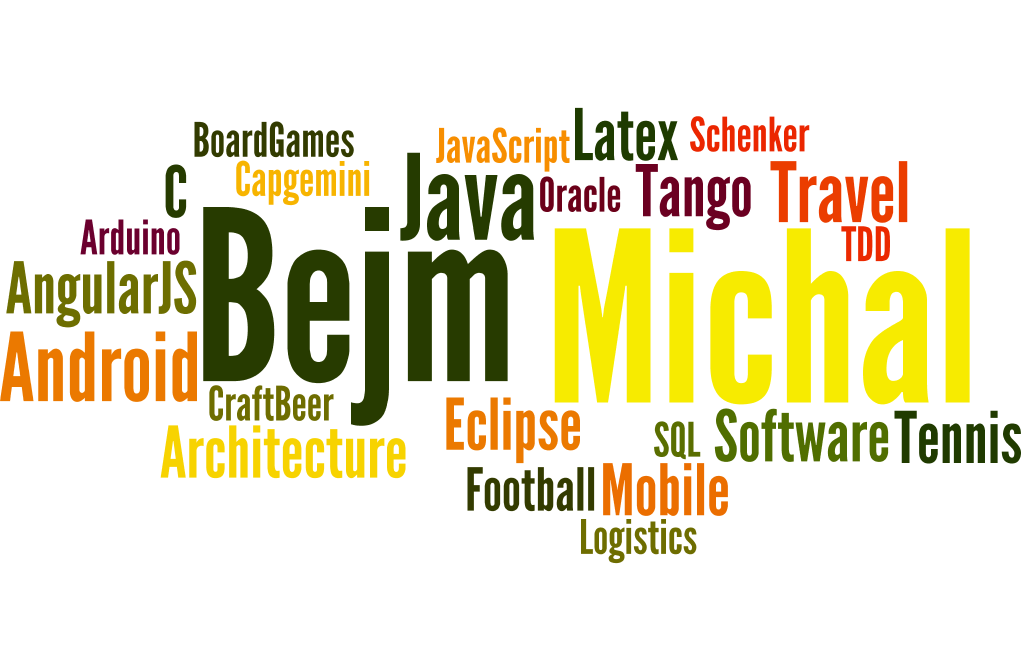 BoardGames
JavaScript
Latex
Schenker
C
Capgemini
Java
Oracle
Tango
Travel
Arduino
TDD
AngularJS
Bejm
Michal
Android
CraftBeer
Architecture
Eclipse
SQL
Software
Tennis
Football
Mobile
Logistics